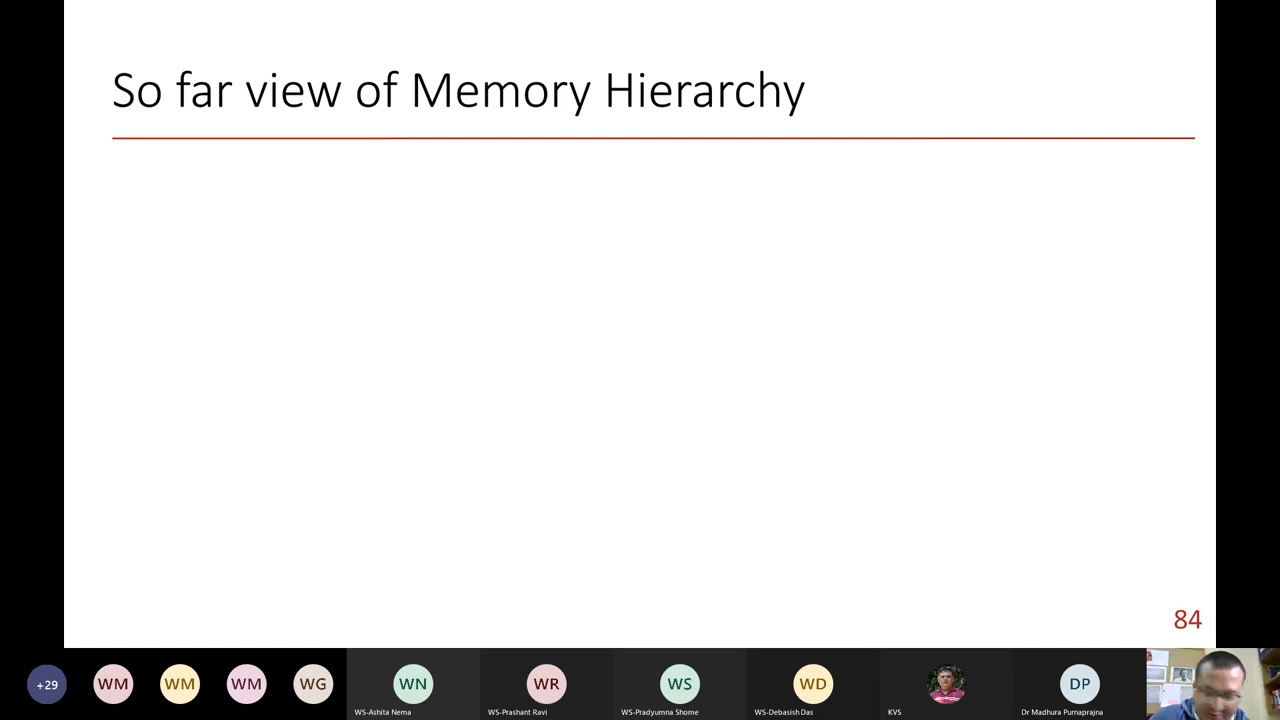 So far view of Memory Hierarchy
84
+29
WM
WM
WM
WG
WN
WR
WS
WD
DP
WS-Ashita Nema
WS-Prashant Ravi
WS-Pradyumna Shome
WS-Debasish Das
KVS
Dr Madhura Purnaprajna